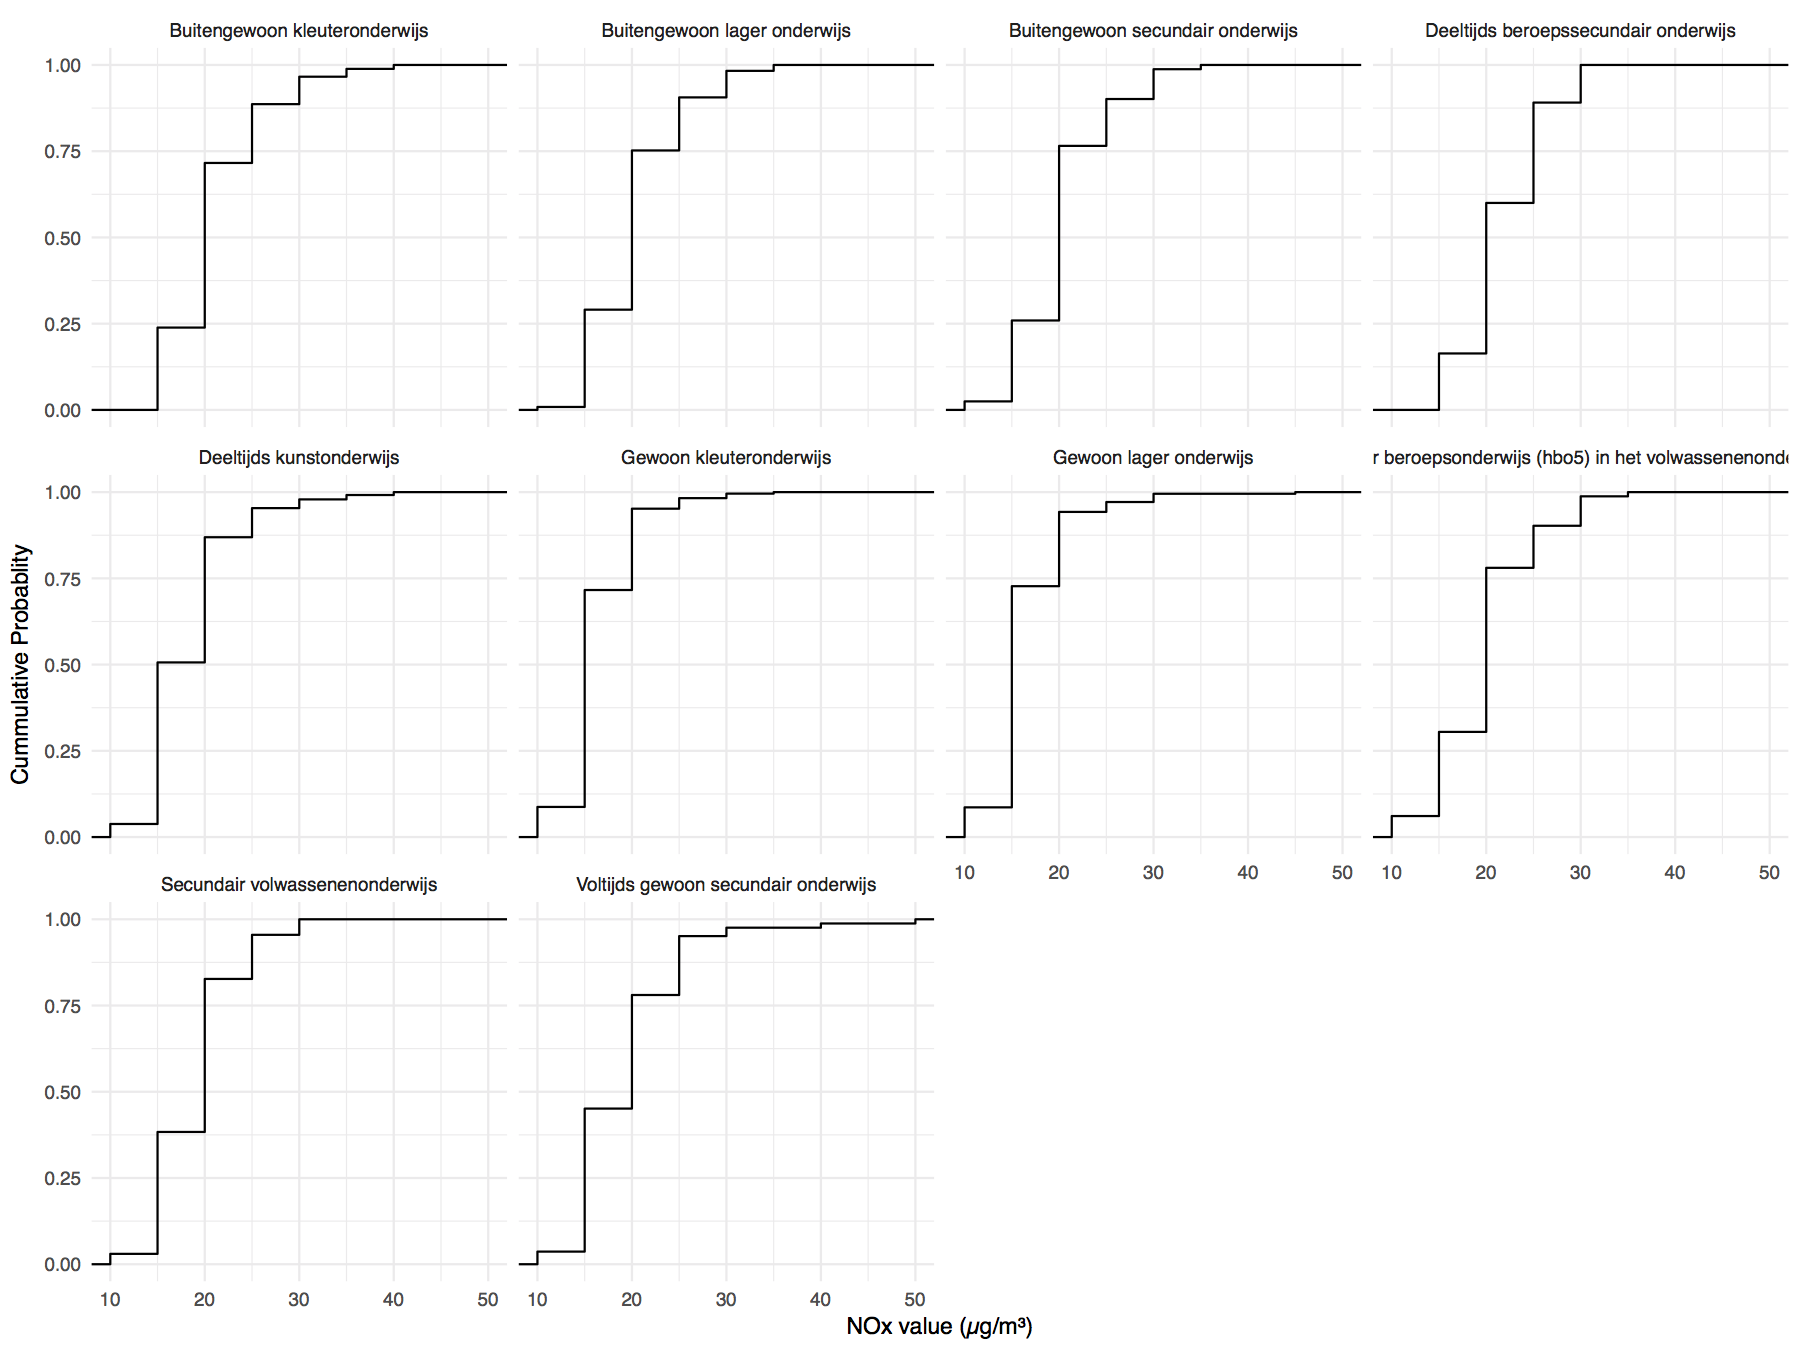 Buitengewoon kleuteronderwijs
Buitengewoon lager onderwijs
Buitengewoon secundair onderwijs
Deeltijds beroepssecundair onderwijs
1.00
0.75
0.50
0.25
0.00
Deeltijds kunstonderwijs
Gewoon kleuteronderwijs
Gewoon lager onderwijs
r beroepsonderwijs (hbo5) in het volwassenenonde
1.00
0.75
0.50
0.25
0.00
10 20 30 40 50
10 20 30 40 50
Secundair volwassenenonderwijs
Voltijds gewoon secundair onderwijs
1.00
0.75
0.50
0.25
0.00
10 20 30 40 50
10 20 30 40 50
NOx value (µg/m³)
Cummulative Probablity